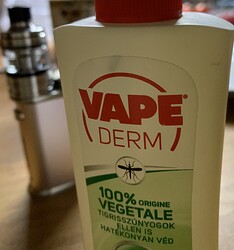 VAPE®
DERM
100% ORIGINE
VEGETALE
TIGRISSZÚNYOGOK
ELLEN IS
HATÉKONYAN VÉD